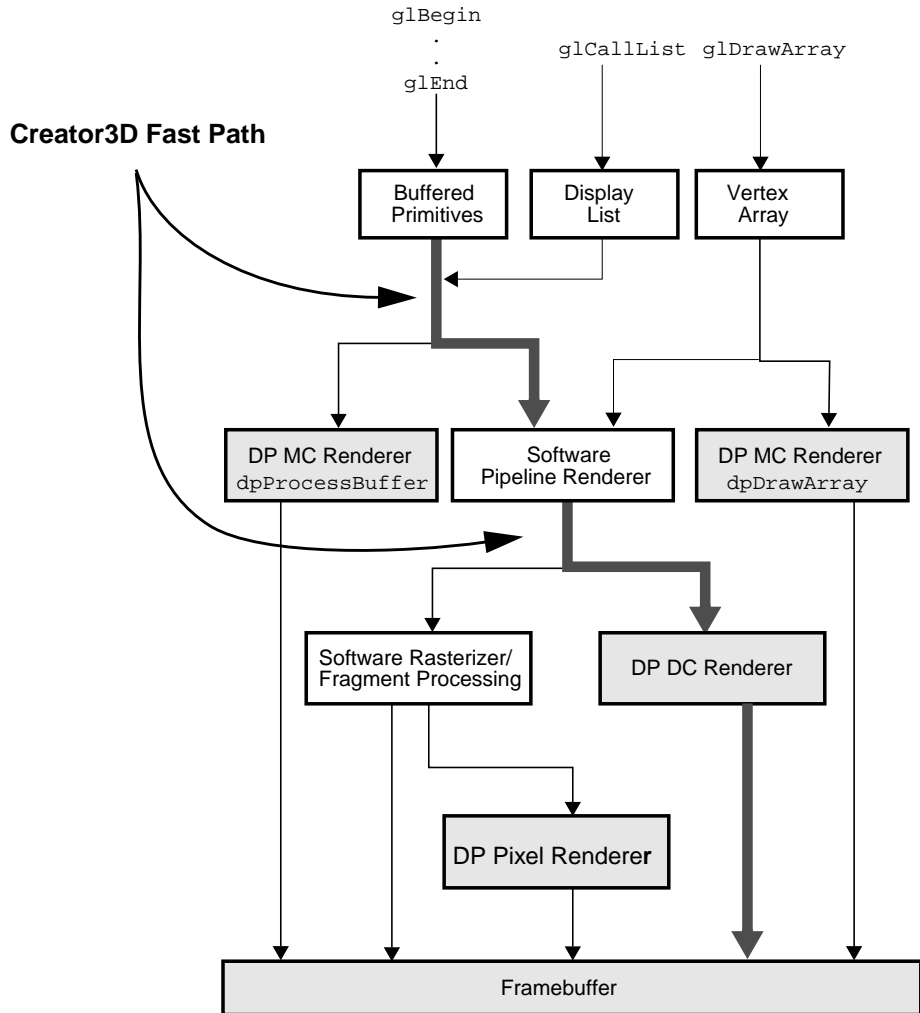 glBegin
.
.
glEnd
glCallList glDrawArray
Creator3D Fast Path
Buffered
Primitives
Display
List
Vertex
Array
DP MC Renderer
dpProcessBuffer
Software
Pipeline Renderer
DP MC Renderer
dpDrawArray
Software Rasterizer/
Fragment Processing
DP DC Renderer
DP Pixel Renderer
Framebuffer